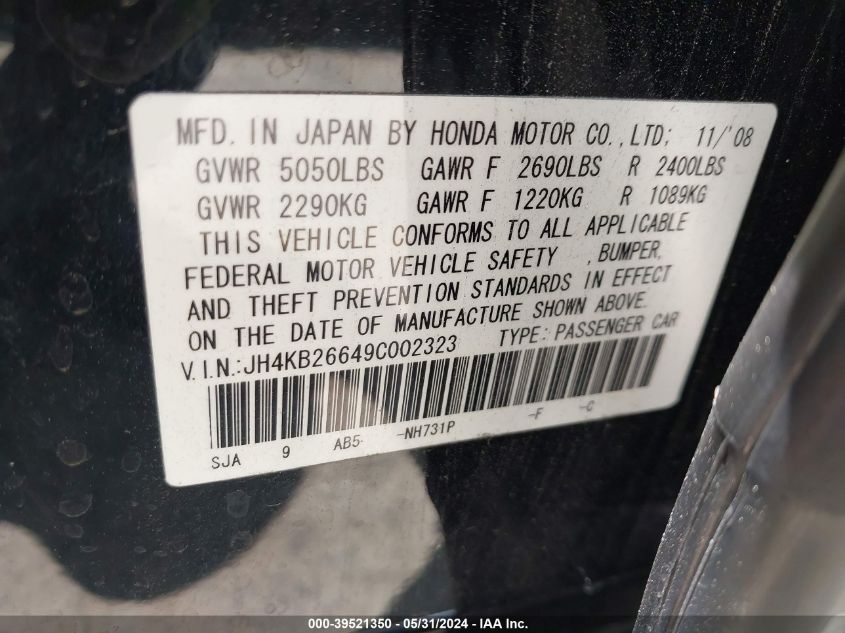 MFD. IN JAPAN BY HONDA MOTOR CO.,LTD; 11/'08
GVWR 5050LBS GAWR F 2690LBS R 2400LBS
GVWR 2290KG GAWR F 1220KG R 1089KG
THIS VEHICLE CONFORMS TO ALL APPLICABLE
FEDERAL MOTOR VEHICLE SAFETY , BUMPER,
AND THEFT PREVENTION STANDARDS IN EFFECT
ON THE DATE OF MANUFACTURE SHOWN ABOVE.
V.I.N.:JH4KB26649C002323 TYPE: PASSENGER CAR
SJA 9 AB5- -NH731P -F -C
000-39521350 - 05/31/2024 - IAA Inc.